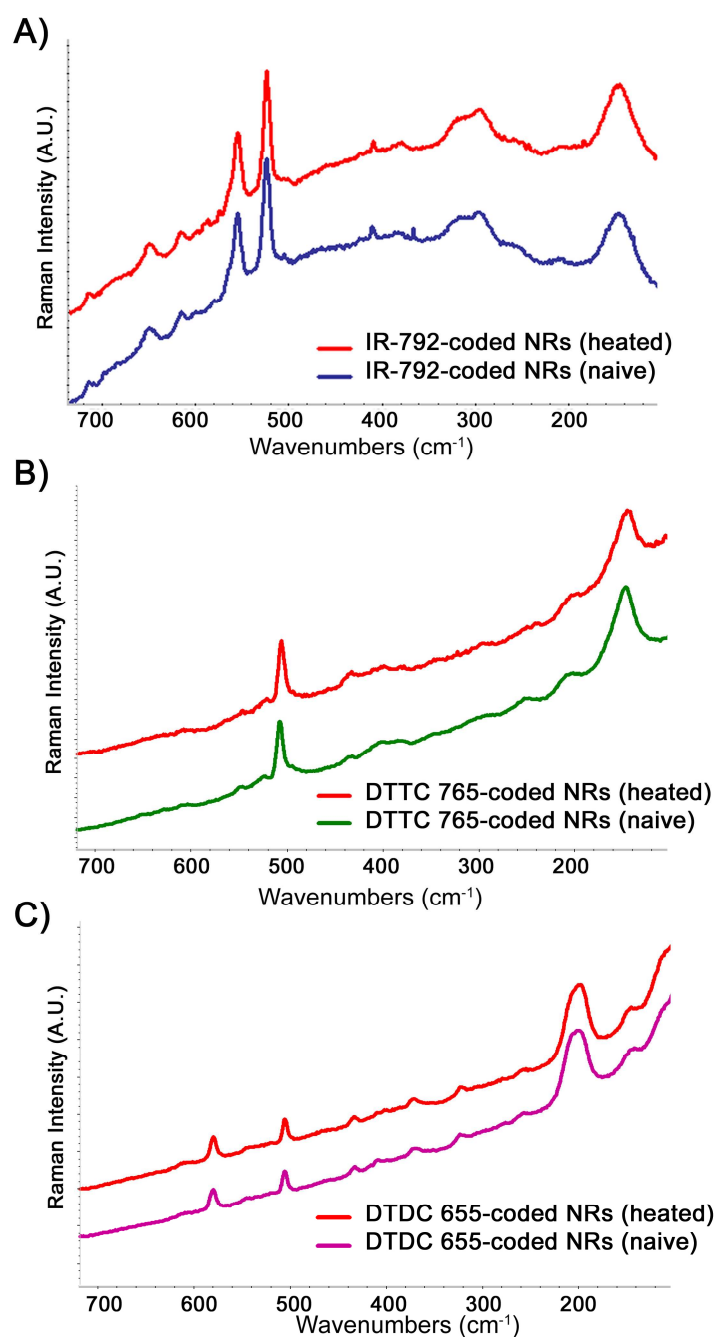 A)
Raman Intensity (A.U.)
IR-792-coded NRs (heated)
IR-792-coded NRs (naive)
700 600 500 400 300 200
Wavenumbers (cm⁻¹)
B)
Raman Intensity (A.U.)
DTTC 765-coded NRs (heated)
DTTC 765-coded NRs (naive)
700 600 500 400 300 200
Wavenumbers (cm⁻¹)
C)
Raman Intensity (A.U.)
DTDC 655-coded NRs (heated)
DTDC 655-coded NRs (naive)
700 600 500 400 300 200
Wavenumbers (cm⁻¹)